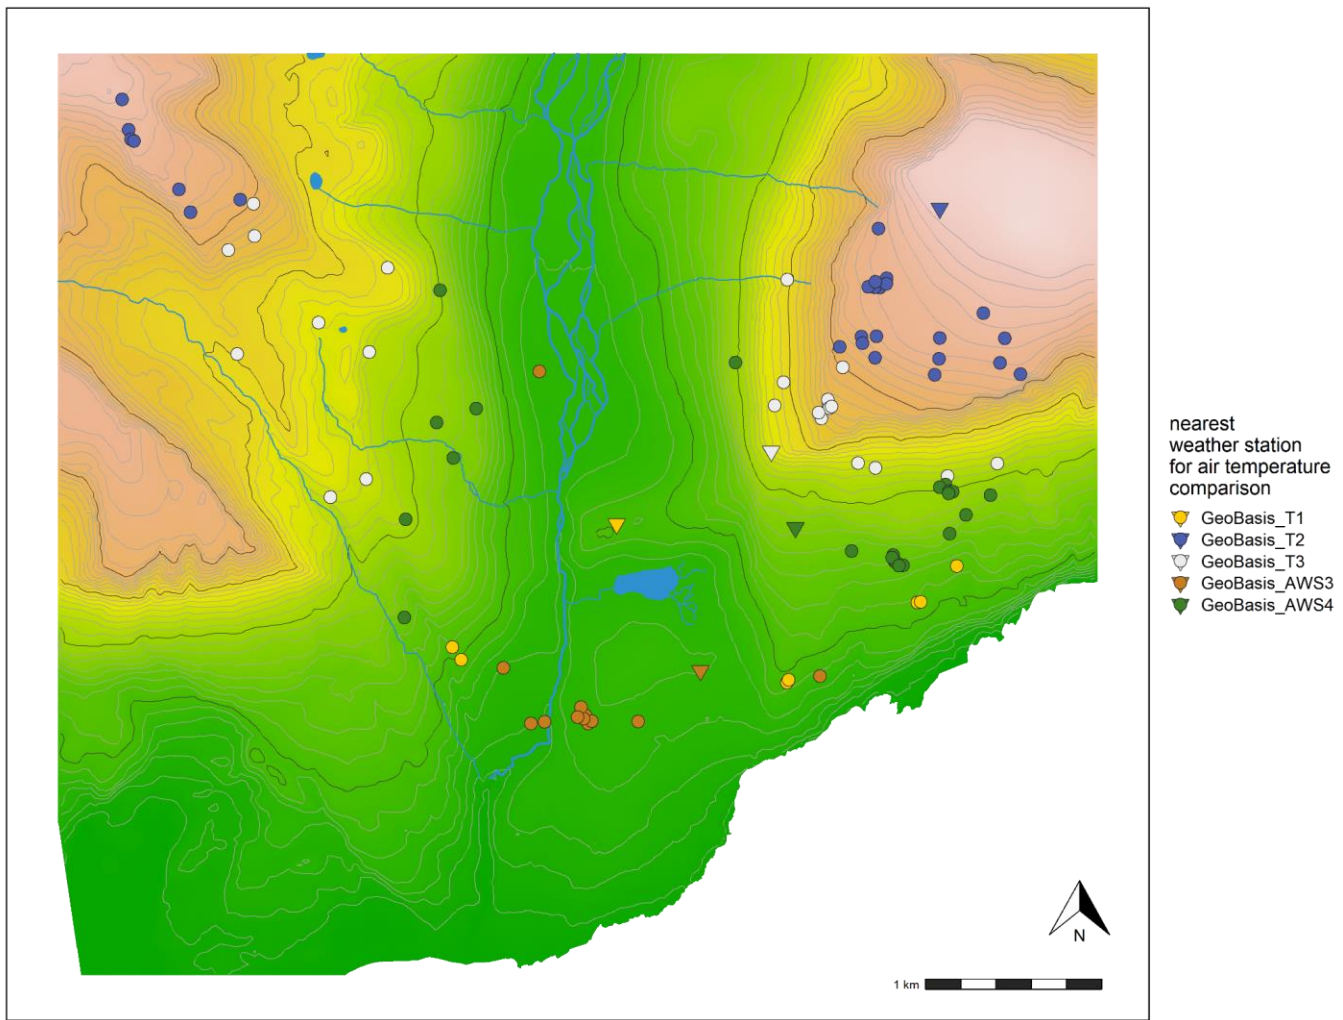 nearest
weather station
for air temperature
comparison
GeoBasis_T1
GeoBasis_T2
GeoBasis_T3
GeoBasis_AWS3
GeoBasis_AWS4
N
1 km